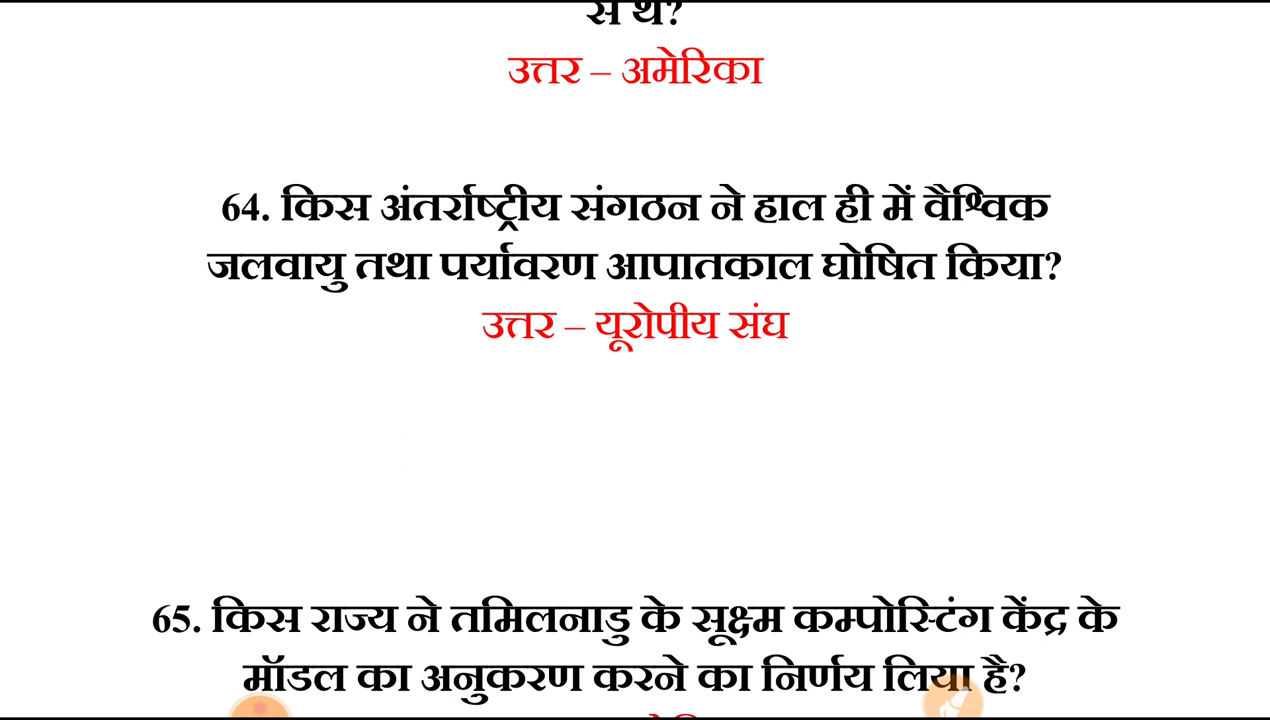 से थे?
उत्तर – अमेरिका
64. किस अंतर्राष्ट्रीय संगठन ने हाल ही में वैश्विक
जलवायु तथा पर्यावरण आपातकाल घोषित किया?
उत्तर – यूरोपीय संघ
65. किस राज्य ने तमिलनाडु के सूक्ष्म कम्पोस्टिंग केंद्र के
मॉडल का अनुकरण करने का निर्णय लिया है?